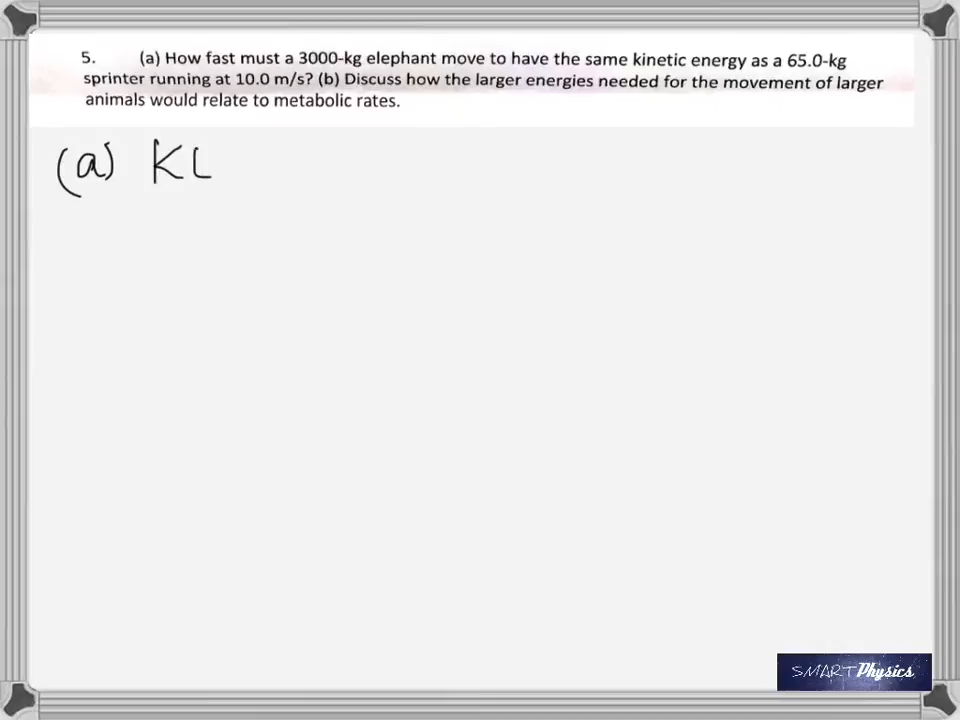 5. (a) How fast must a 3000-kg elephant move to have the same kinetic energy as a 65.0-kg
sprinter running at 10.0 m/s? (b) Discuss how the larger energies needed for the movement of larger
animals would relate to metabolic rates.
(a) K
SMARTPhysics